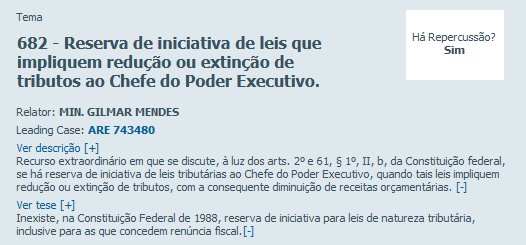 Tema
682 - Reserva de iniciativa de leis que
impliquem redução ou extinção de
tributos ao Chefe do Poder Executivo.
Há Repercussão?
Sim
Relator: MIN. GILMAR MENDES
Leading Case: ARE 743480
Ver descrição [+]
Recurso extraordinário em que se discute, à luz dos arts. 2º e 61, § 1º, II, b, da Constituição federal,
se há reserva de iniciativa de leis tributárias ao Chefe do Poder Executivo, quando tais leis impliquem
redução ou extinção de tributos, com a consequente diminuição de receitas orçamentárias. [-]
Ver tese [+]
Inexiste, na Constituição Federal de 1988, reserva de iniciativa para leis de natureza tributária,
inclusive para as que concedem renúncia fiscal.[-]